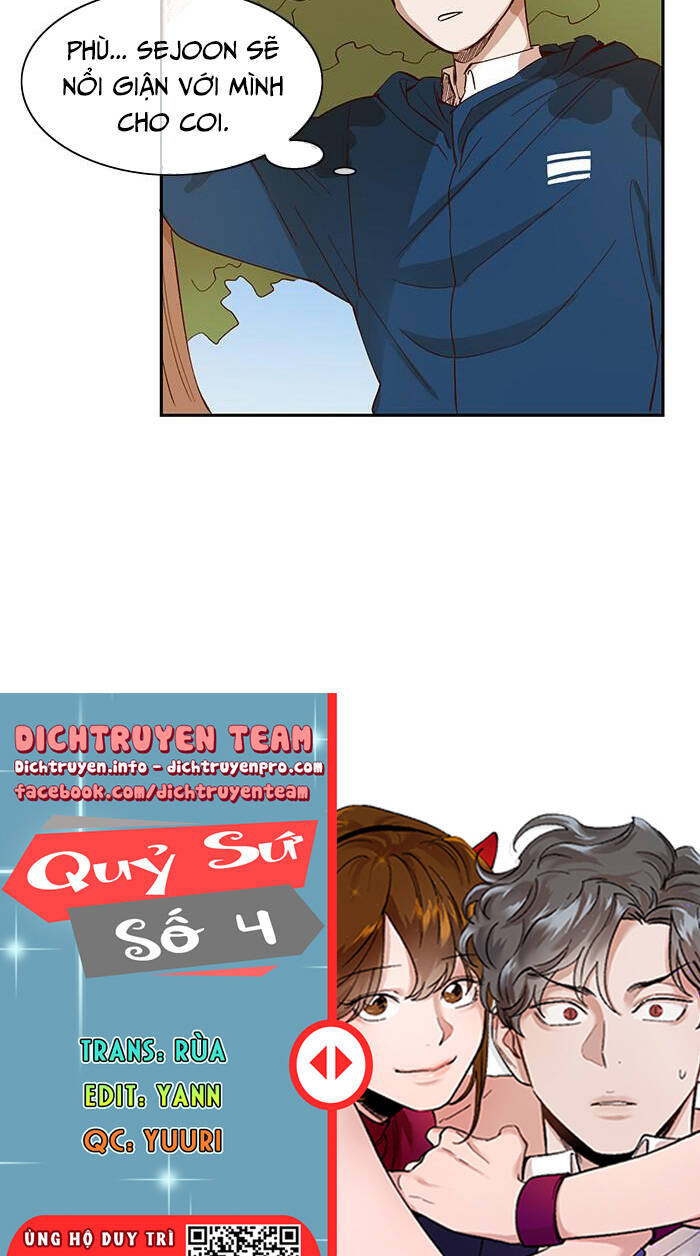 PHÙ... SEJOON SẼ
NỔI GIẬN VỚI MÌNH
CHO COI.
DICHTRUYEN TEAM
Dichtruyen.info - dichtruyenpro.com
facebook.com/dichtruyenteam
Quỷ Sứ
Số 4
TRANS: RÙA
EDIT: YANN
QC: YUURI
ỦNG HỘ DUY TRÌ